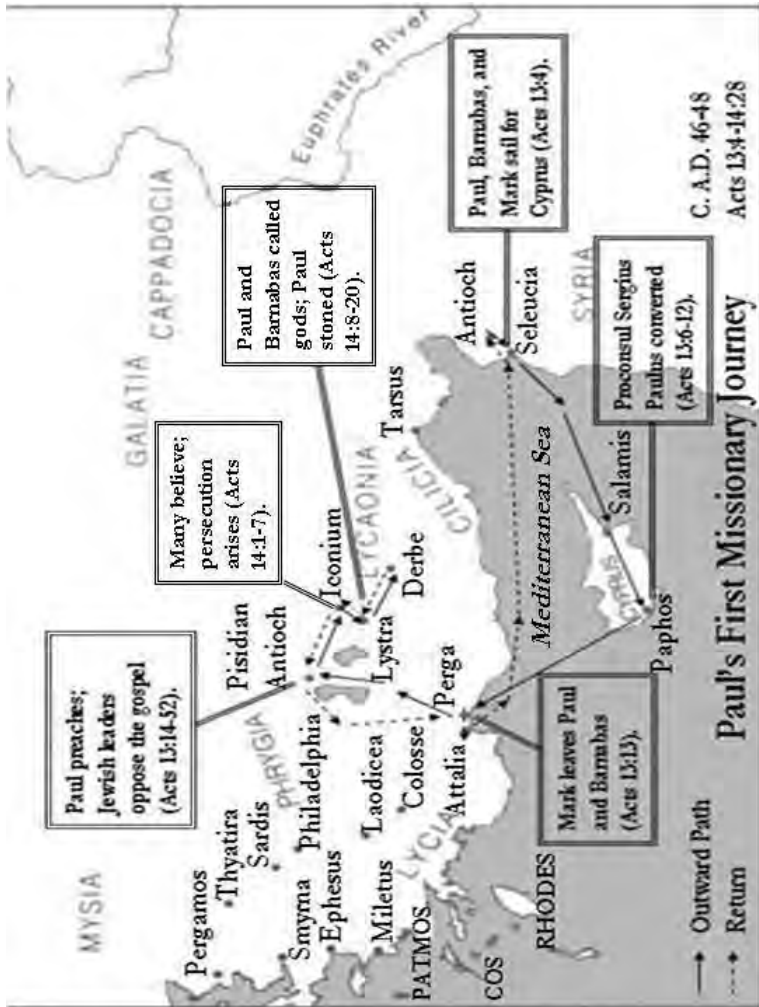 MYSIA
Paul preaches;
Jewish leaders
oppose the gospel
(Acts 13:14-52).
Many believe;
persecution
arises (Acts
14:1-7).
GALATIA
CAPPADOCIA
Paul and
Barnabas called
gods; Paul
stoned (Acts
14:8-20).
Euphrates River
Pergamos
Thyatira
Sardis
PHRYGIA
Philadelphia
Pisidian
Antioch
Iconium
LYCAONIA
Smyrna
Ephesus
Laodicea
Colosse
Lystra
Derbe
CILICIA
Tarsus
Miletus
PATMOS
LYCIA
Attalia
Perga
Antioch
Seleucia
Paul, Barnabas, and
Mark sail for
Cyprus (Acts 13:4).
COS
RHODES
Mediterranean Sea
Salamis
CYPRUS
Paphos
SYRIA
Mark leaves Paul
and Barnabas
(Acts 13:13).
Proconsul Sergius
Paulus converted
(Acts 13:6-12).
Outward Path
Return
Paul's First Missionary Journey
C. A.D. 46-48
Acts 13:4-14:28